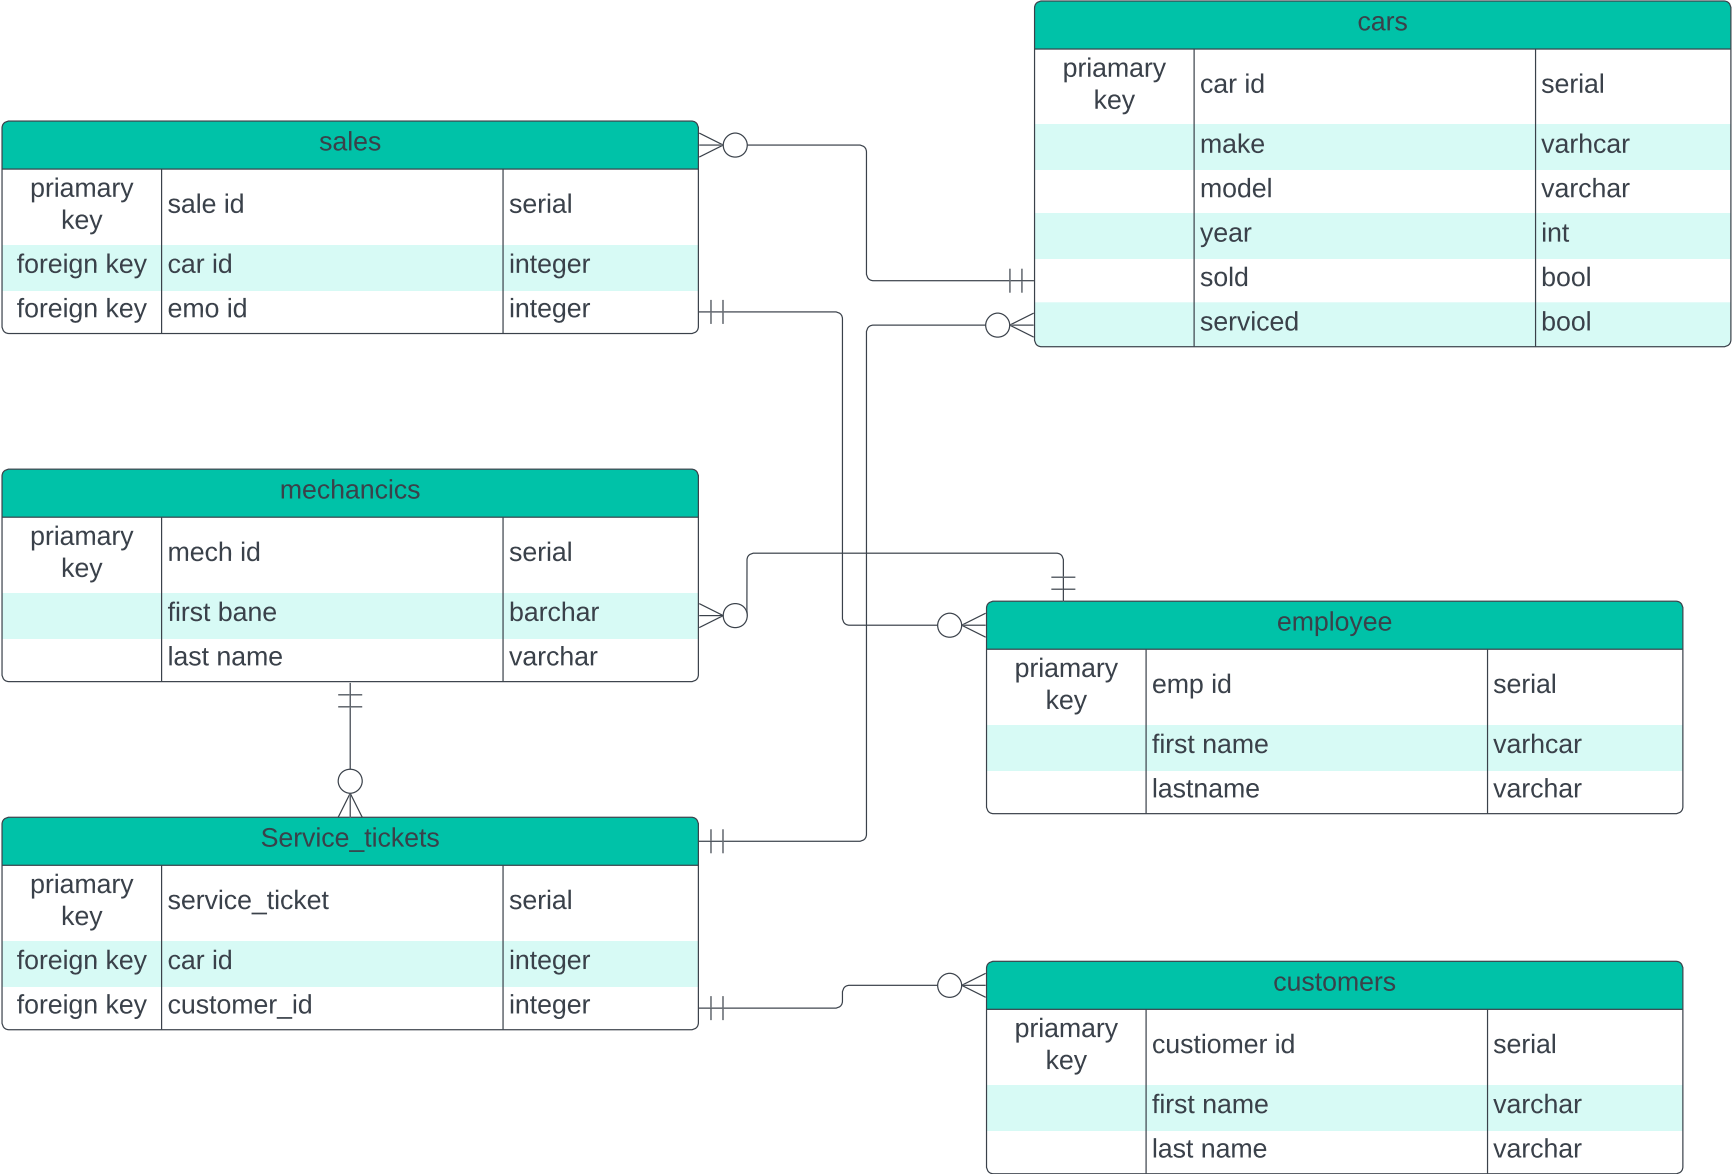 cars
priamary
key
car id
serial
make
varhcar
model
varchar
year
int
sold
bool
serviced
bool
sales
priamary
key
sale id
serial
foreign key
car id
integer
foreign key
emo id
integer
mechancics
priamary
key
mech id
serial
first bane
barchar
last name
varchar
employee
priamary
key
emp id
serial
first name
varhcar
lastname
varchar
Service_tickets
priamary
key
service_ticket
serial
foreign key
car id
integer
foreign key
customer_id
integer
customers
priamary
key
custiomer id
serial
first name
varchar
last name
varchar